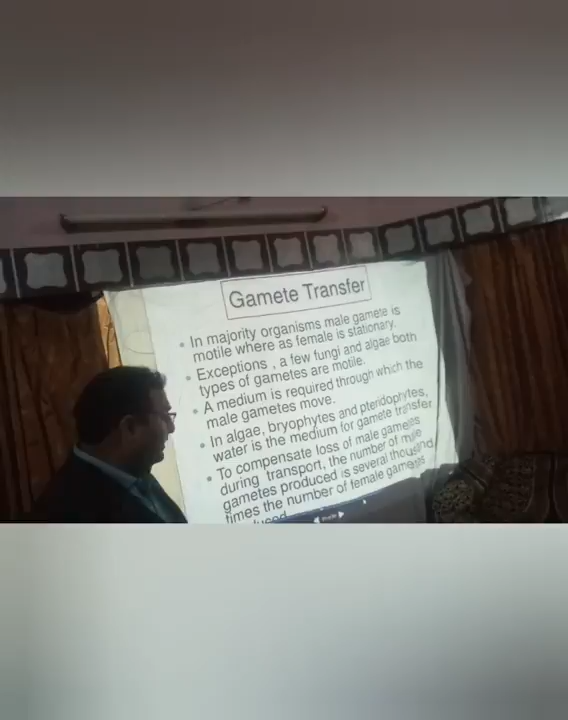 Gamete Transfer
• In majority organisms male gamete is
motile where as female is stationary.
• Exceptions , a few fungi and algae both
types of gametes are motile.
• A medium is required through which the
male gametes move.
• In algae, bryophytes and pteridophytes,
water is the medium for gamete transfer
• To compensate loss of male gametes
during transport, the number of male
gametes produced is several thousand
times the number of female gametes